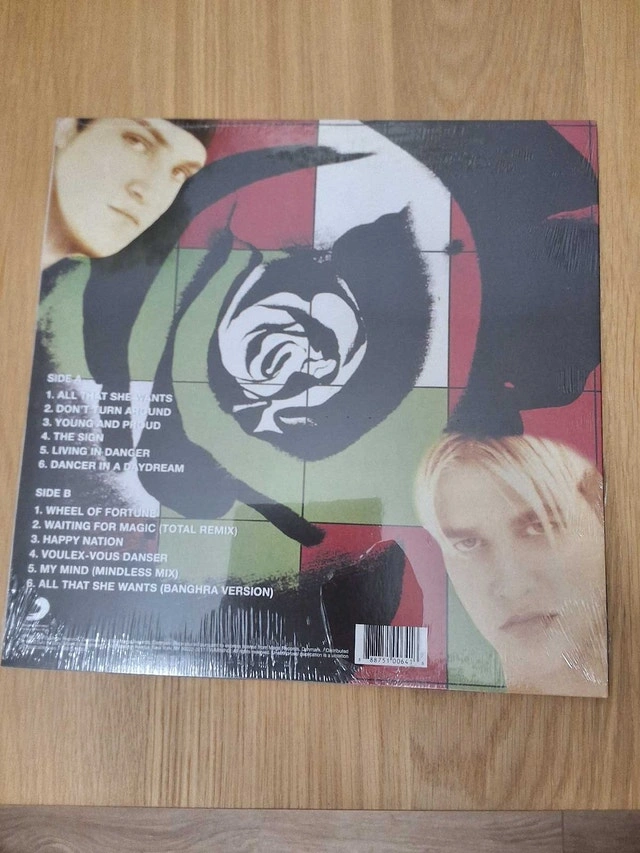 SIDE A
1. ALL THAT SHE WANTS
2. DON'T TURN AROUND
3. YOUNG AND PROUD
4. THE SIGN
5. LIVING IN DANGER
6. DANCER IN A DAYDREAM
SIDE B
1. WHEEL OF FORTUNE
2. WAITING FOR MAGIC (TOTAL REMIX)
3. HAPPY NATION
4. VOULEX-VOUS DANSER
5. MY MIND (MINDLESS MIX)
6. ALL THAT SHE WANTS (BANGHRA VERSION)